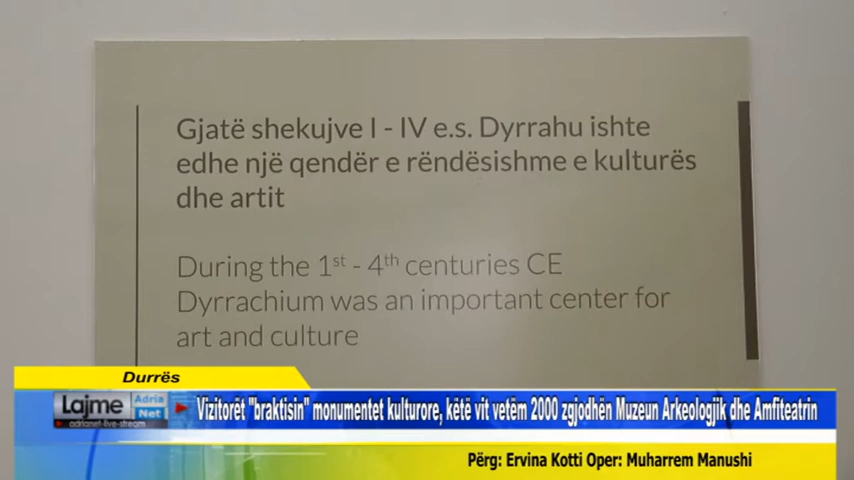 Gjatë shekujve I - IV e.s. Dyrrahu ishte
edhe një qendër e rëndësishme e kulturës
dhe artit
During the 1st - 4th centuries CE
Dyrrachium was an important center for
art and culture
Durrës
Lajme Adria Net
adrianet-live-stream
Vizitorët "braktisin" monumentet kulturore, këtë vit vetëm 2000 zgjodhën Muzeun Arkeologjik dhe Amfiteatrin
Përg: Ervina Kotti Oper: Muharrem Manushi